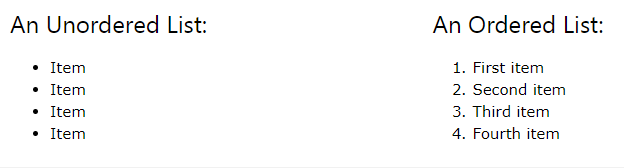 An Unordered List:
• Item
• Item
• Item
• Item
An Ordered List:
1. First item
2. Second item
3. Third item
4. Fourth item